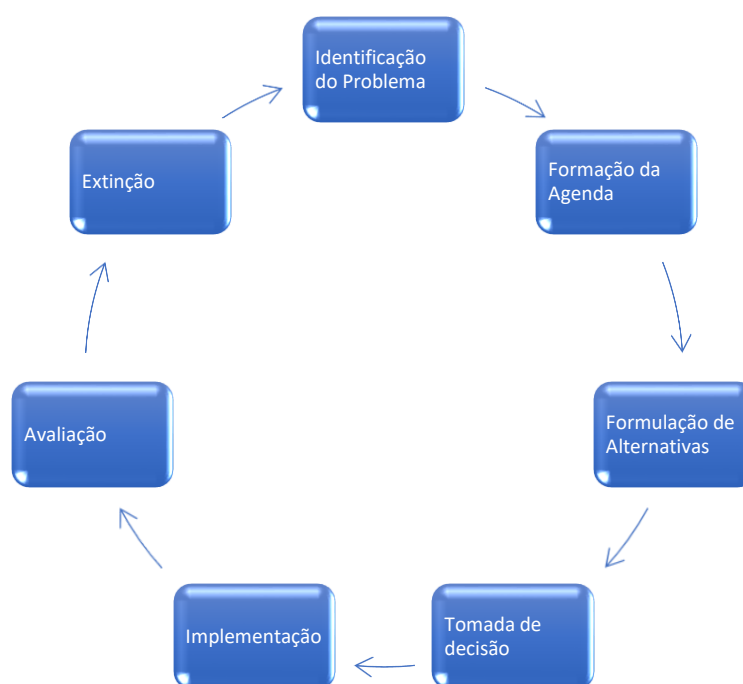 Identificação
do Problema
Formação da
Agenda
Formulação de
Alternativas
Tomada de
decisão
Implementação
Avaliação
Extinção